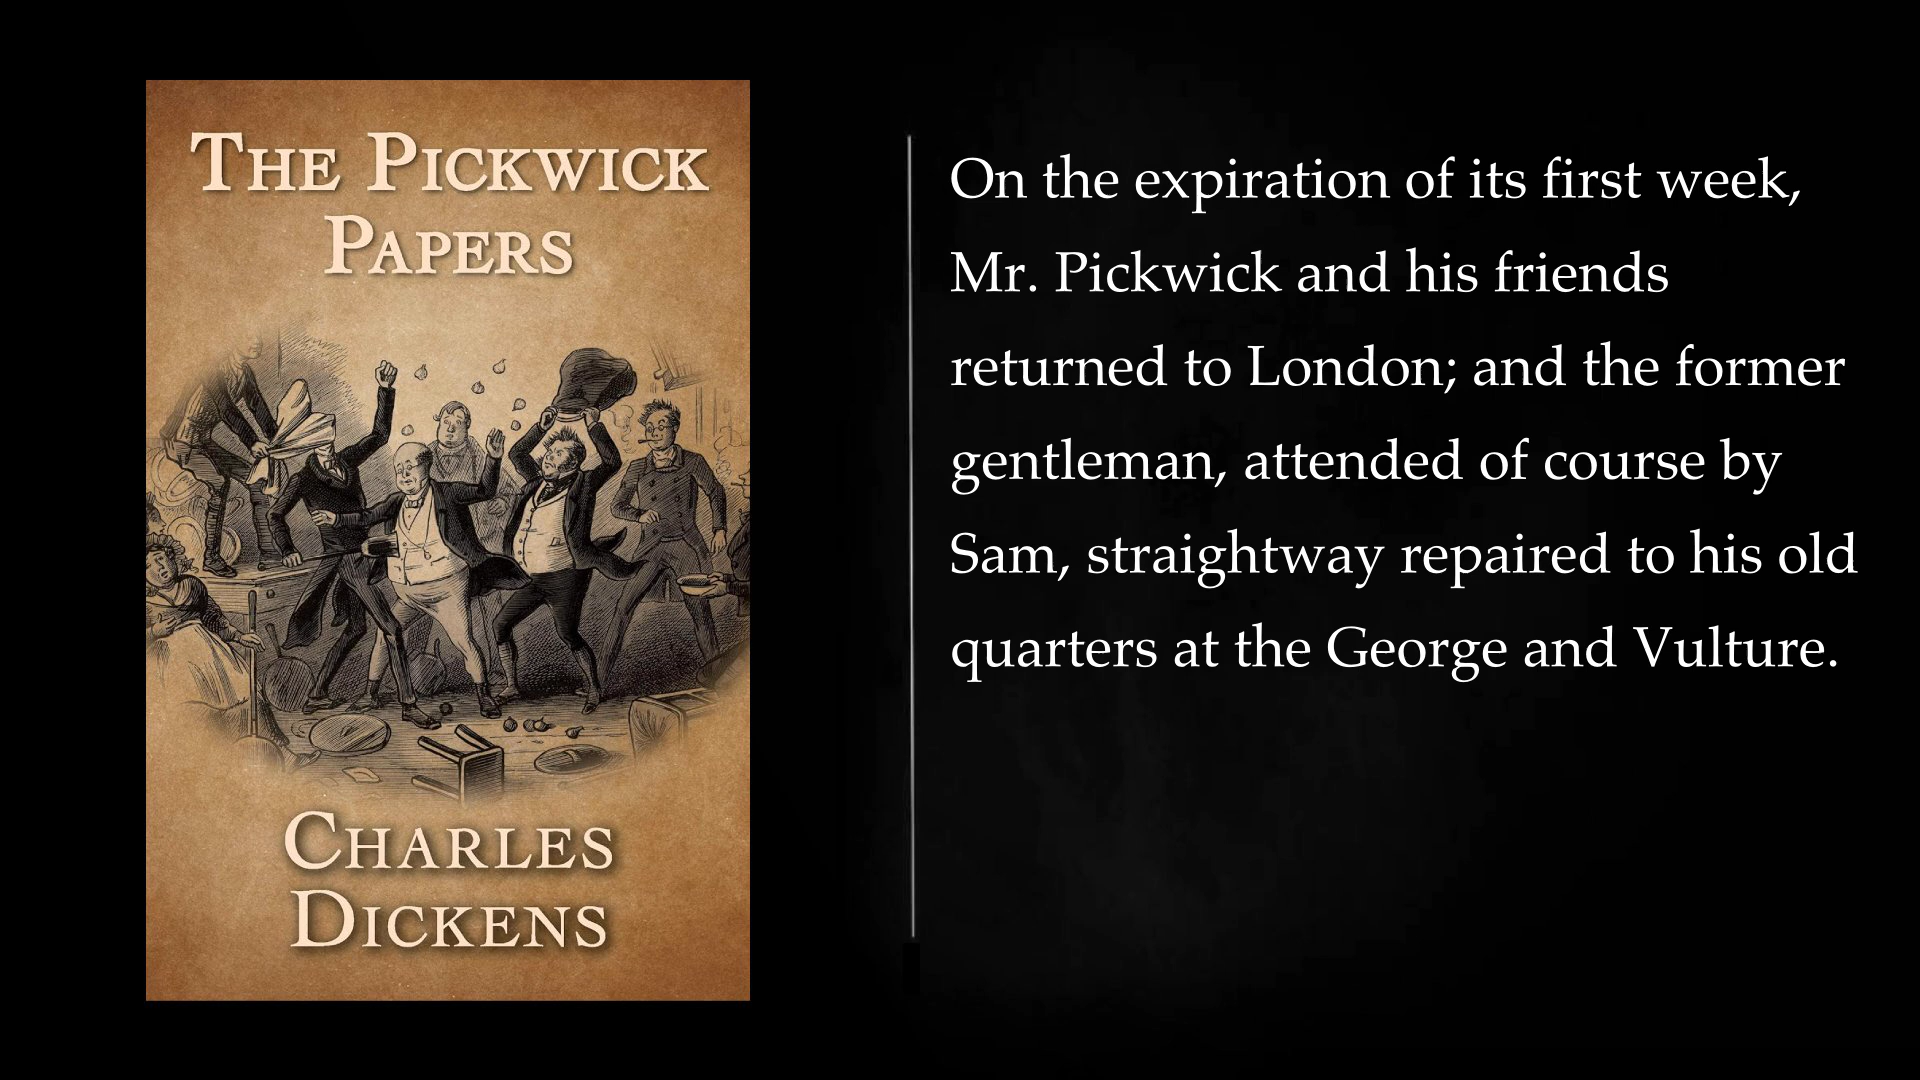 THE PICKWICK
PAPERS
CHARLES
DICKENS
On the expiration of its first week,
Mr. Pickwick and his friends
returned to London; and the former
gentleman, attended of course by
Sam, straightway repaired to his old
quarters at the George and Vulture.